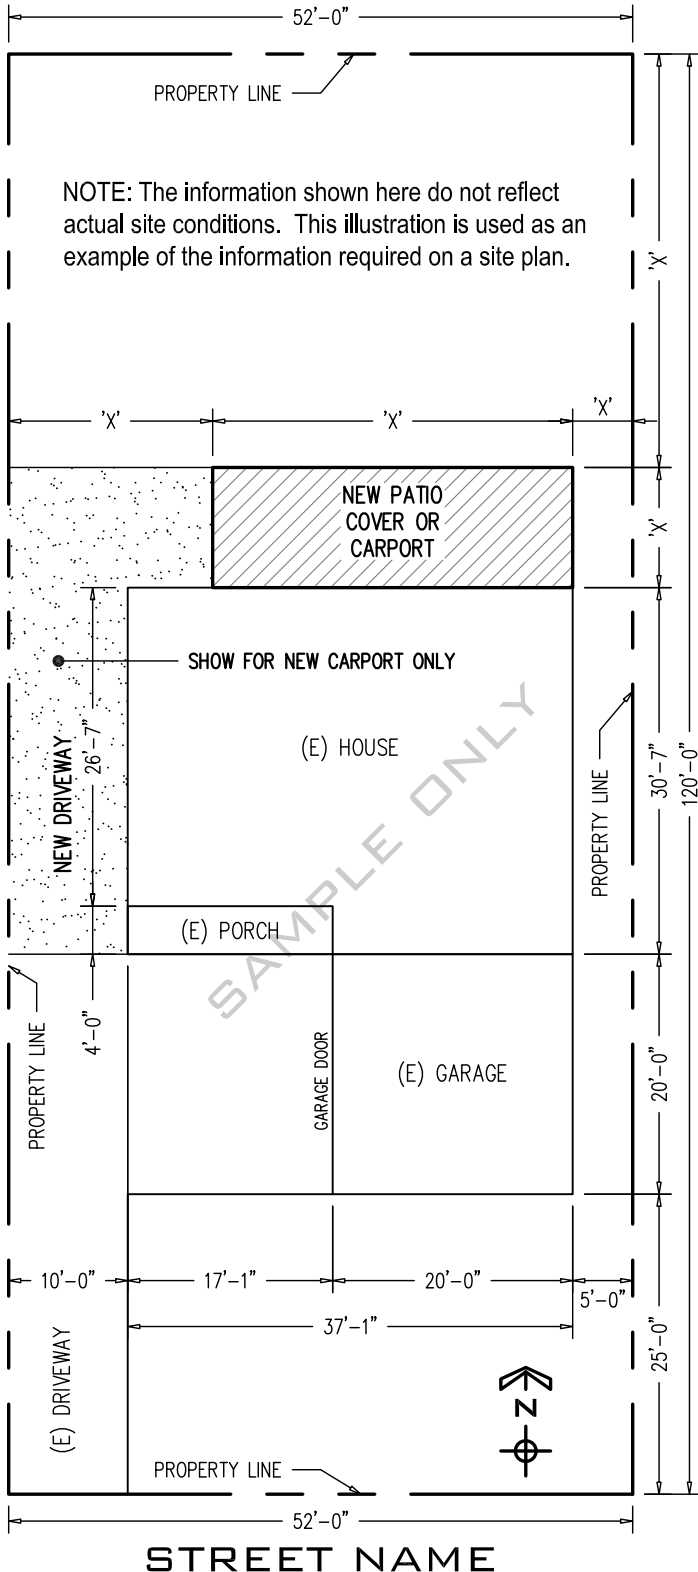 52'-0"
PROPERTY LINE
NOTE: The information shown here do not reflect
actual site conditions. This illustration is used as an
example of the information required on a site plan.
'X'
'X'
'X'
'X'
NEW PATIO
COVER OR
CARPORT
'X'
SHOW FOR NEW CARPORT ONLY
NEW DRIVEWAY
26'-7"
(E) HOUSE
PROPERTY LINE
30'-7"
120'-0"
SAMPLE ONLY
(E) PORCH
4'-0"
PROPERTY LINE
GARAGE DOOR
(E) GARAGE
20'-0"
10'-0"
17'-1"
20'-0"
5'-0"
37'-1"
25'-0"
(E) DRIVEWAY
N
PROPERTY LINE
52'-0"
STREET NAME